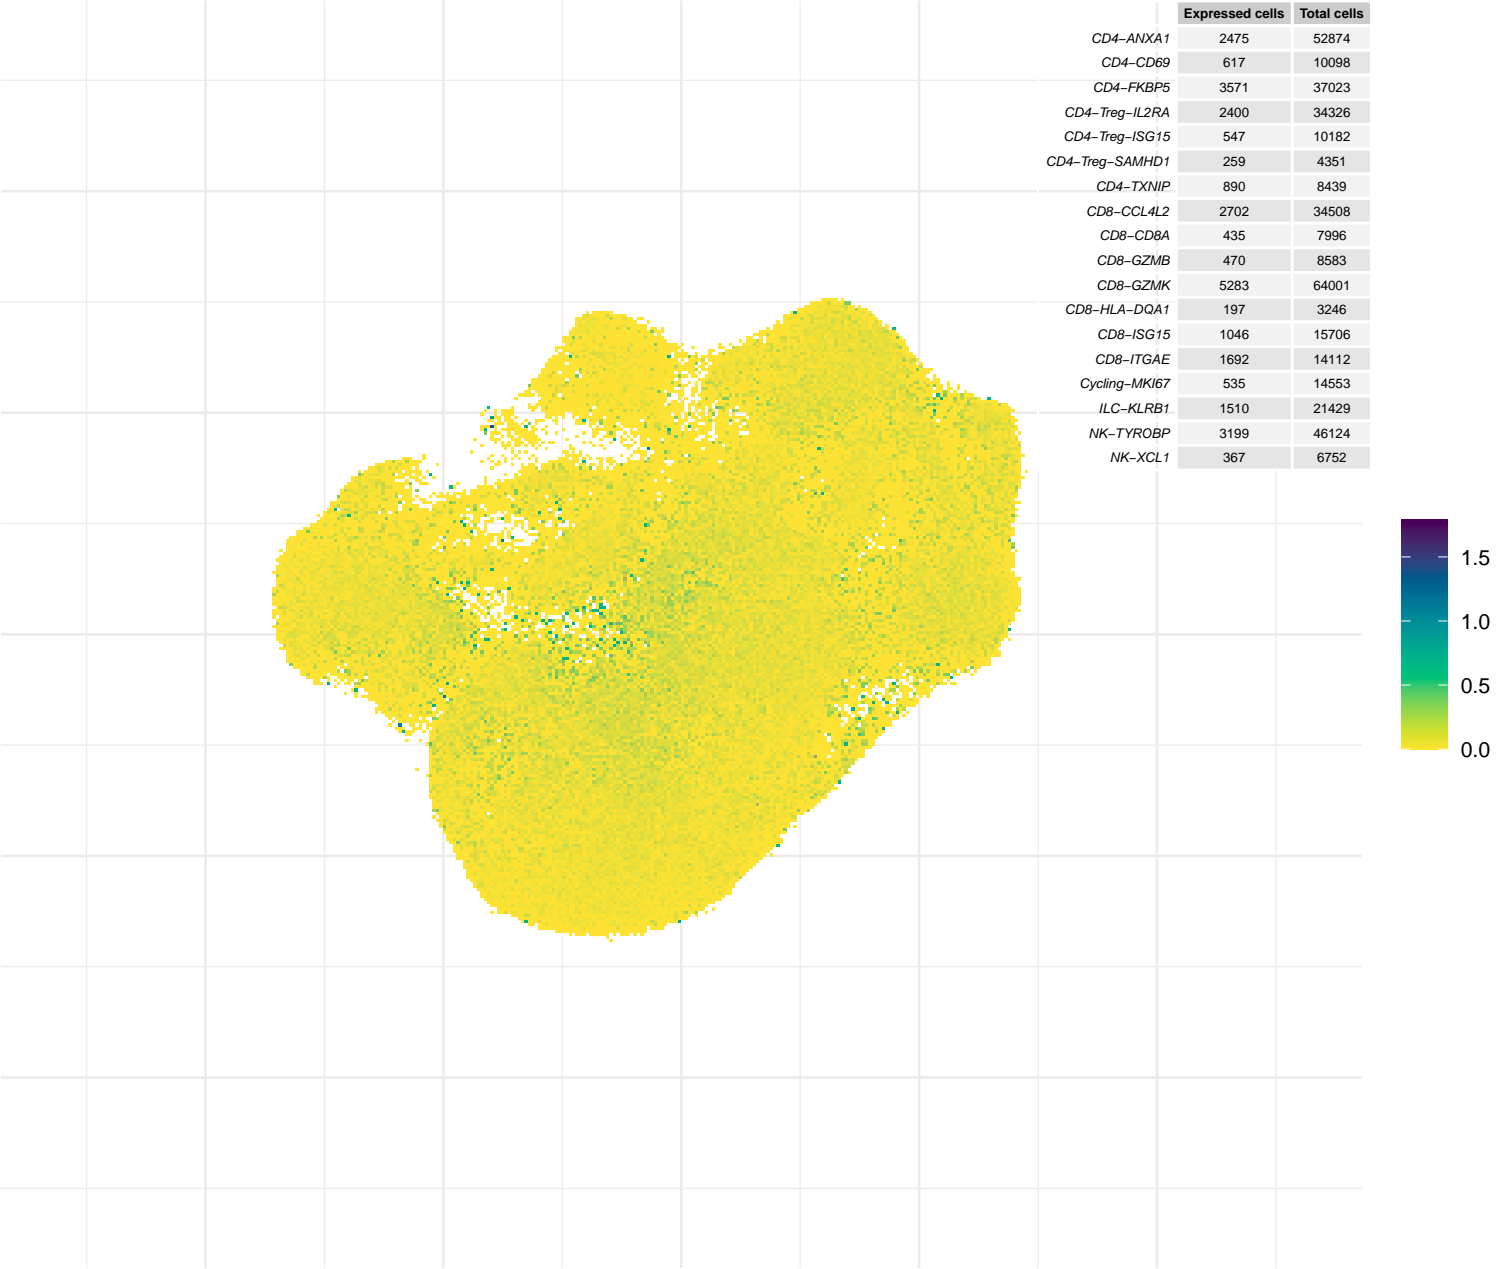 Expressed cells Total cells
CD4−ANXA1 2475 52874
CD4−CD69 617 10098
CD4−FKBP5 3571 37023
CD4−Treg−IL2RA 2400 34326
CD4−Treg−ISG15 547 10182
CD4−Treg−SAMHD1 259 4351
CD4−TXNIP 890 8439
CD8−CCL4L2 2702 34508
CD8−CD8A 435 7996
CD8−GZMB 470 8583
CD8−GZMK 5283 64001
CD8−HLA−DQA1 197 3246
CD8−ISG15 1046 15706
CD8−ITGAE 1692 14112
Cycling−MKI67 535 14553
ILC−KLRB1 1510 21429
NK−TYROBP 3199 46124
NK−XCL1 367 6752
1.5
1.0
0.5
0.0